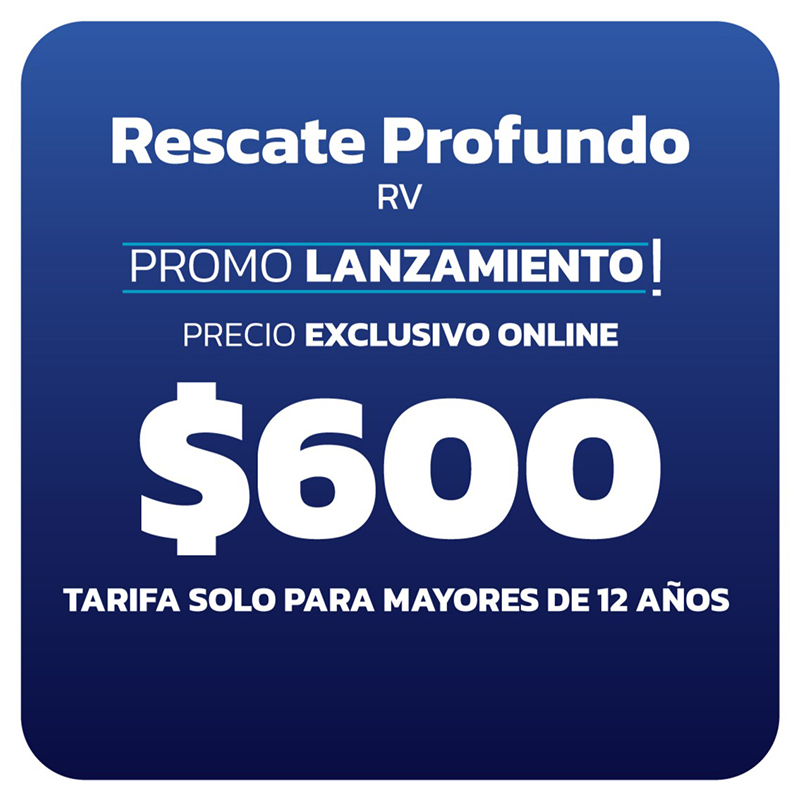 Rescate Profundo
RV
PROMO LANZAMIENTO!
PRECIO EXCLUSIVO ONLINE
$600
TARIFA SOLO PARA MAYORES DE 12 AÑOS